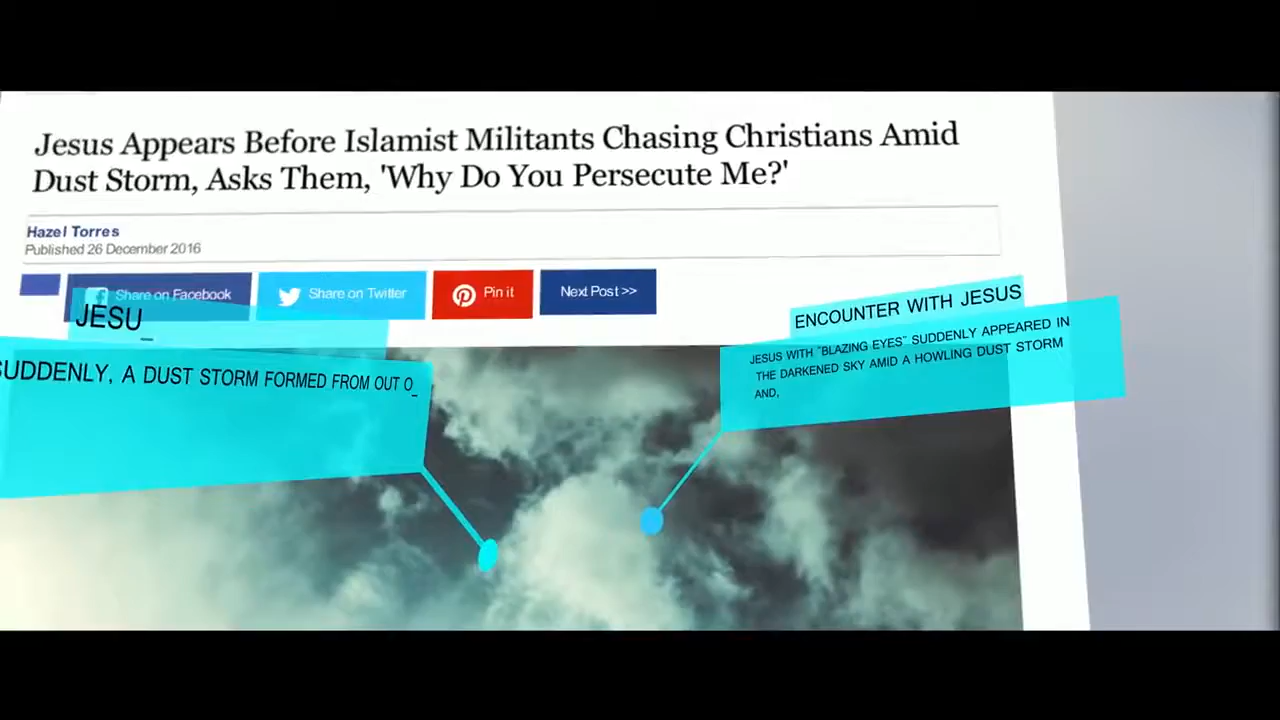 Jesus Appears Before Islamist Militants Chasing Christians Amid
Dust Storm, Asks Them, 'Why Do You Persecute Me?'
Hazel Torres
Published 26 December 2016
Share on Facebook
Share on Twitter
Pin it
Next Post >>
JESU_
SUDDENLY, A DUST STORM FORMED FROM OUT O_
ENCOUNTER WITH JESUS
JESUS WITH "BLAZING EYES" SUDDENLY APPEARED IN
THE DARKENED SKY AMID A HOWLING DUST STORM
AND,